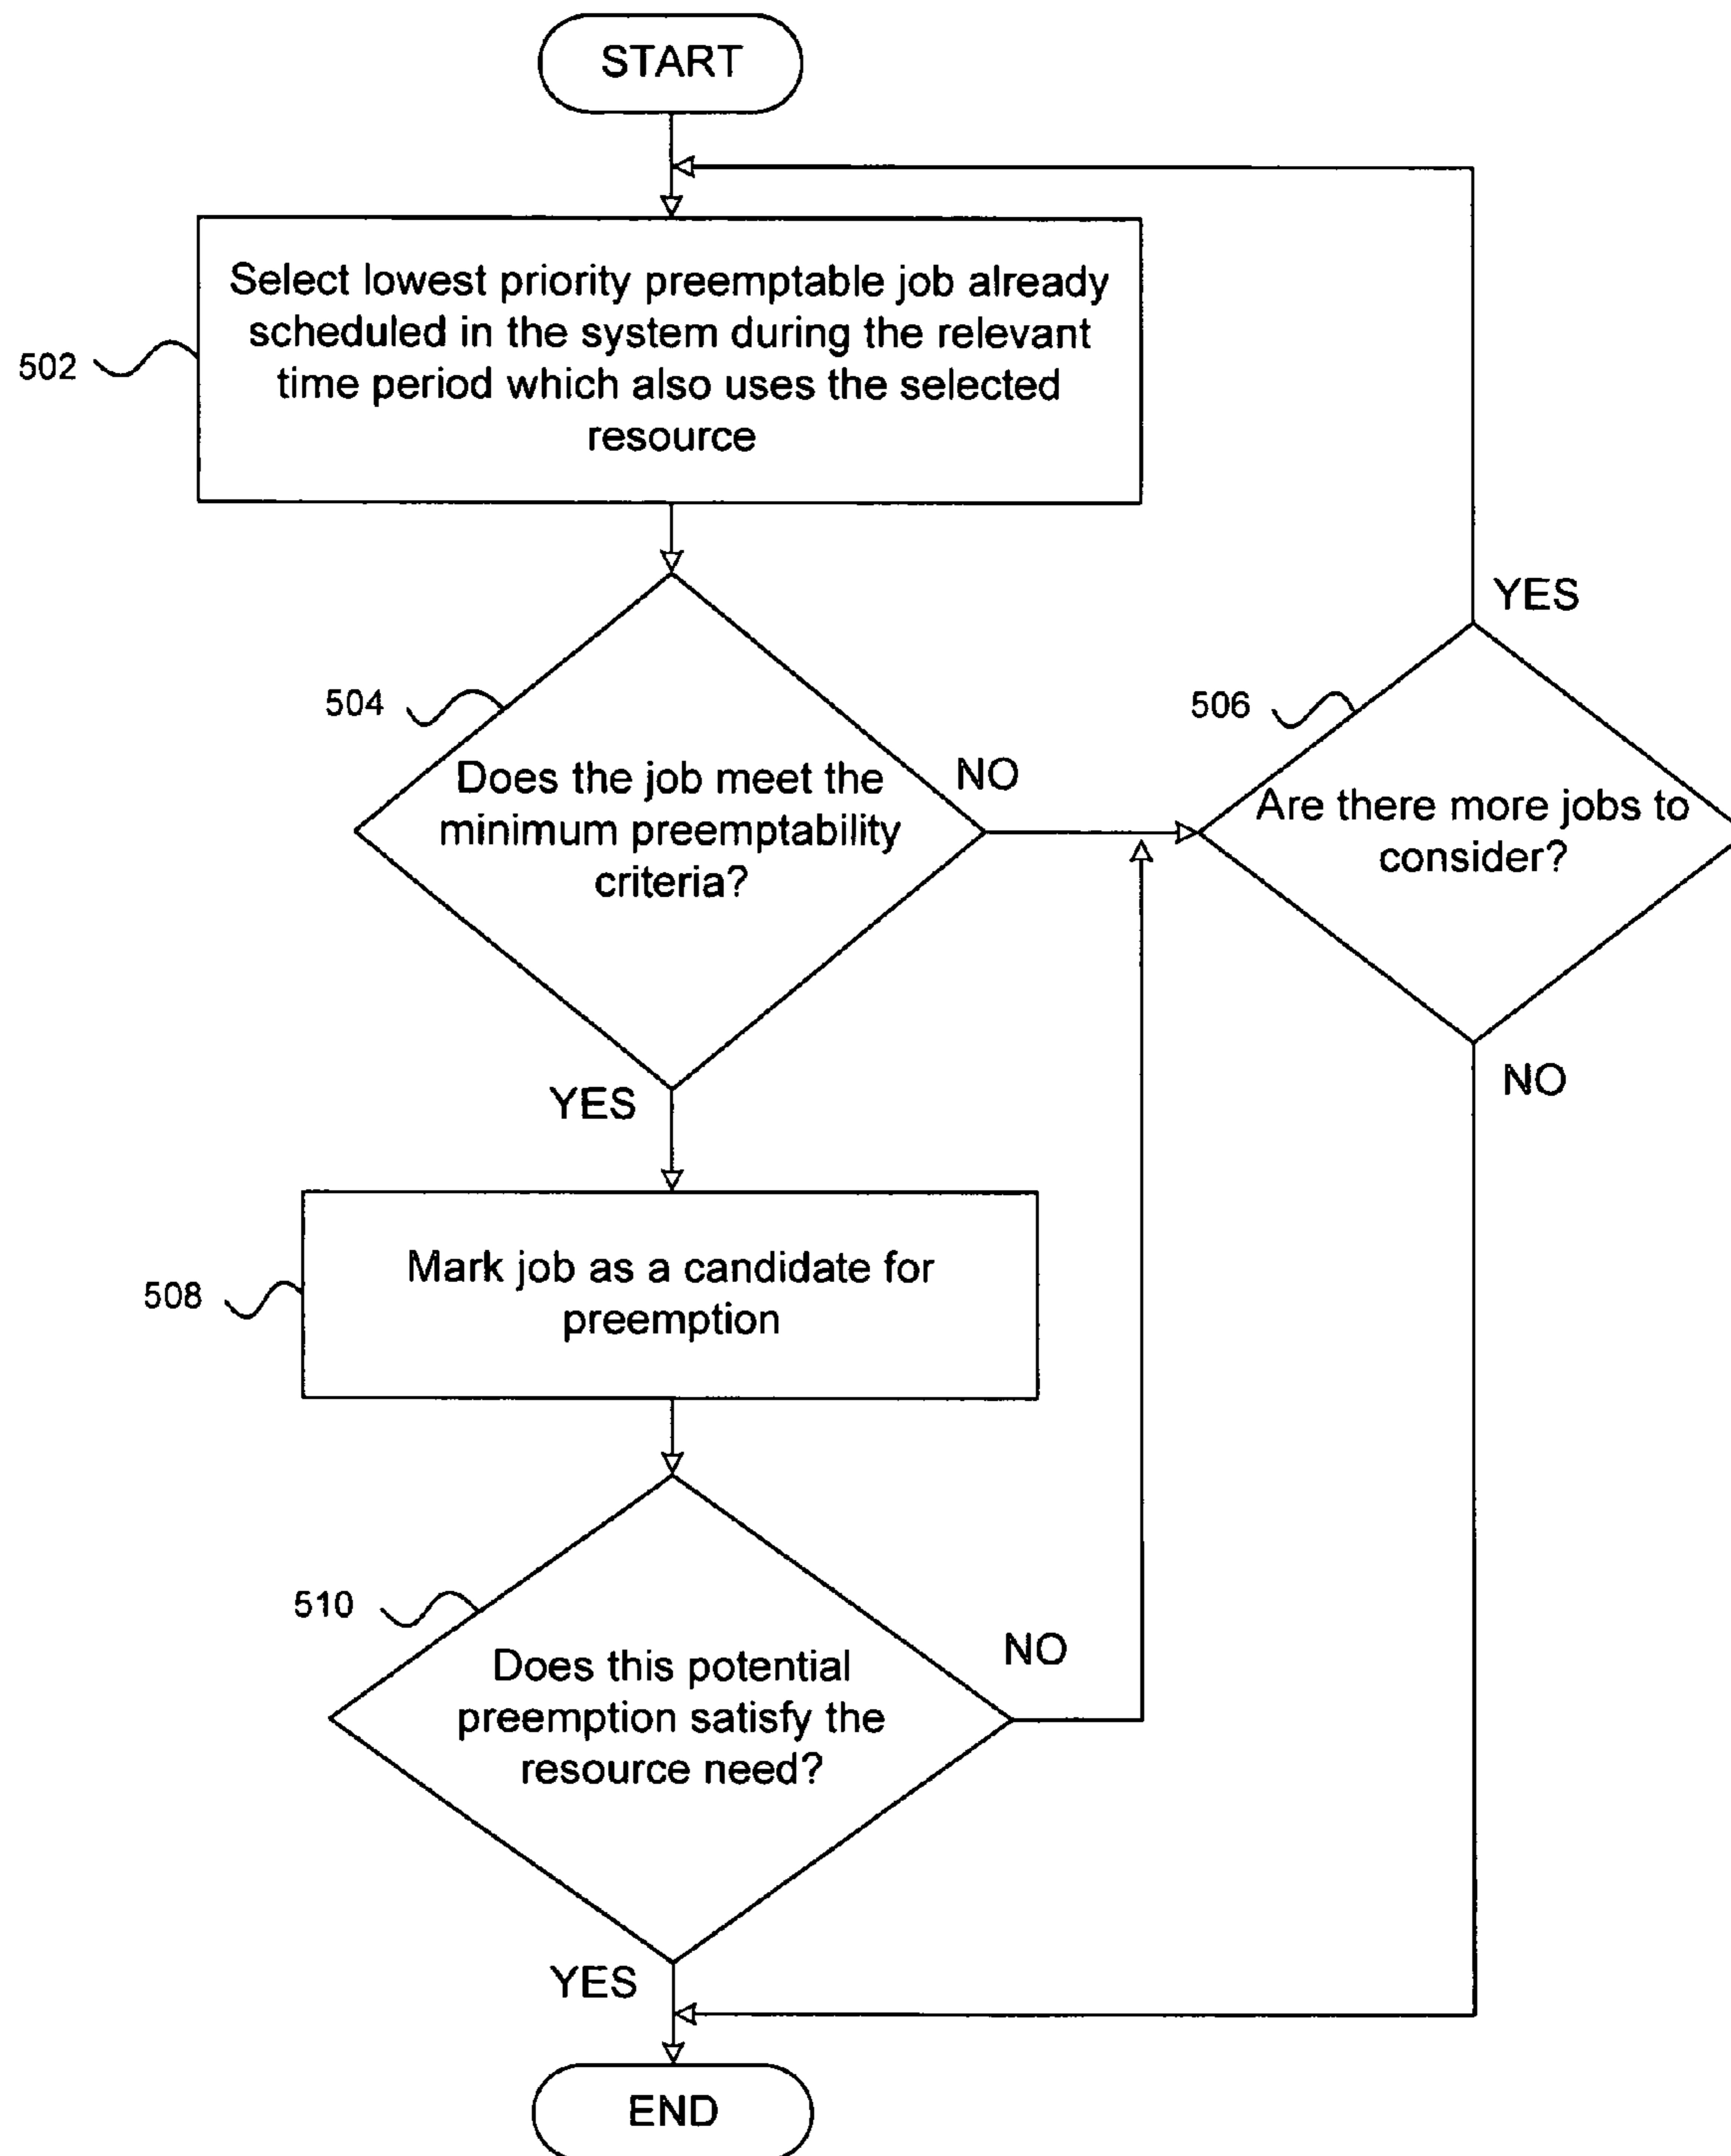 START
Select lowest priority preemptable job already
scheduled in the system during the relevant
time period which also uses the selected
resource
502
YES
504
506
Does the job meet the
minimum preemptability
criteria?
NO
Are there more jobs to
consider?
YES
NO
Mark job as a candidate for
preemption
508
510
Does this potential
preemption satisfy the
resource need?
NO
YES
END